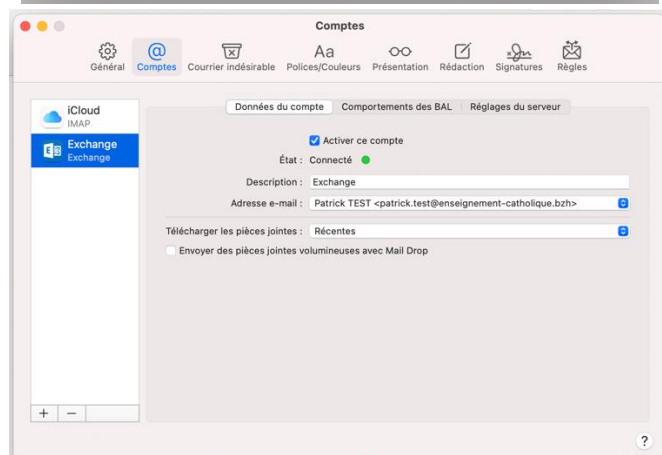 Comptes
Général Comptes Courrier indésirable Polices/Couleurs Présentation Rédaction Signatures Règles
iCloud
IMAP
Exchange
Exchange
Données du compte Comportements des BAL Réglages du serveur
Activer ce compte
État : Connecté
Description : Exchange
Adresse e-mail : Patrick TEST <patrick.test@enseignement-catholique.bzh>
Télécharger les pièces jointes : Récentes
Envoyer des pièces jointes volumineuses avec Mail Drop